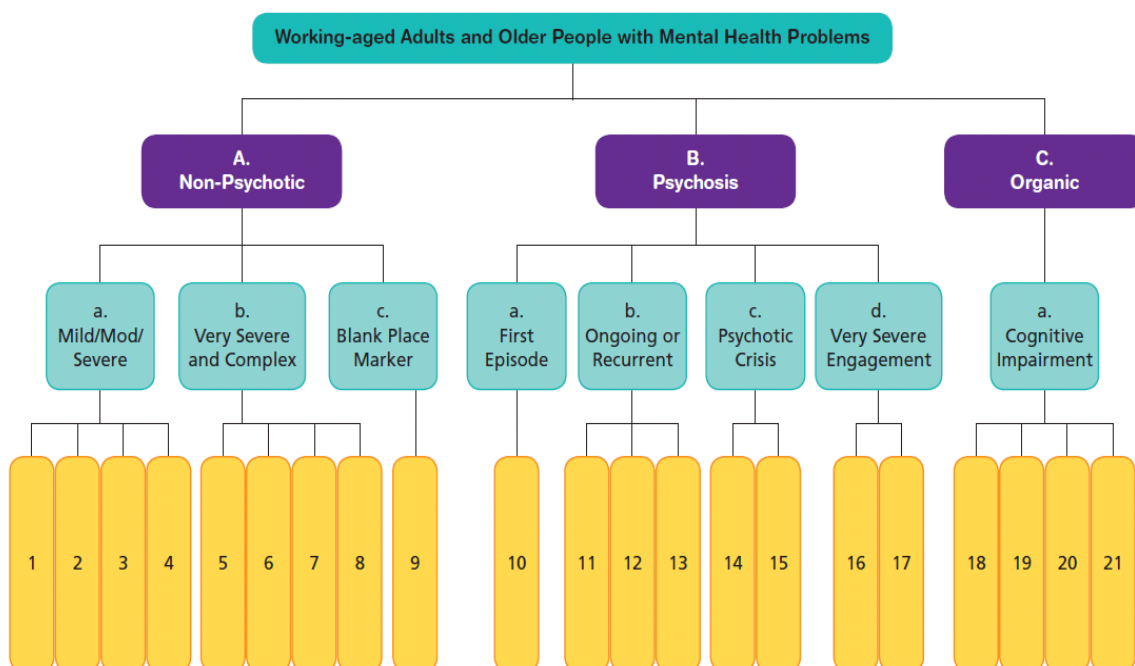 Working-aged Adults and Older People with Mental Health Problems
A.
Non-Psychotic
B.
Psychosis
C.
Organic
a.
Mild/Mod/
Severe
b.
Very Severe
and Complex
c.
Blank Place
Marker
a.
First
Episode
b.
Ongoing or
Recurrent
c.
Psychotic
Crisis
d.
Very Severe
Engagement
a.
Cognitive
Impairment
1 2 3 4 5 6 7 8 9 10 11 12 13 14 15 16 17 18 19 20 21